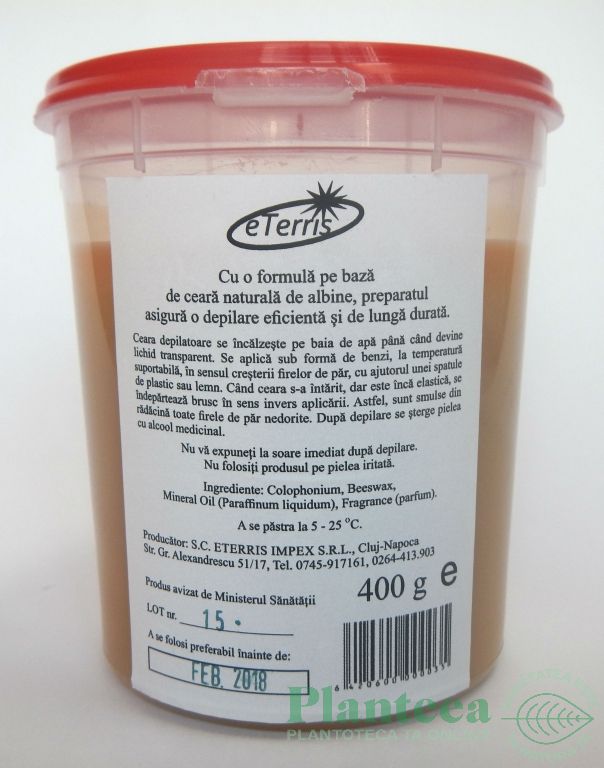 eTerris
Cu o formulă pe bază
de ceară naturală de albine, preparatul
asigură o depilare eficientă și de lungă durată.
Ceara depilatoare se încălzește pe baia de apă până când devine
lichid transparent. Se aplică sub formă de benzi, la temperatură
suportabilă, în sensul creșterii firelor de păr, cu ajutorul unei spatule
de plastic sau lemn. Când ceara s-a întărit, dar este încă elastică, se
îndepărtează brusc în sens invers aplicării. Astfel, sunt smulse din
rădăcină toate firele de păr nedorite. După depilare se șterge pielea
cu alcool medicinal.
Nu vă expuneți la soare imediat după depilare.
Nu folosiți produsul pe pielea iritată.
Ingrediente: Colophonium, Beeswax,
Mineral Oil (Paraffinum liquidum), Fragrance (parfum).
A se păstra la 5 - 25 °C.
Producător: S.C. ETERRIS IMPEX S.R.L., Cluj-Napoca
Str. Gr. Alexandrescu 51/17, Tel. 0745-917161, 0264-413.903
Produs avizat de Ministerul Sănătății
400 g e
LOT nr. 15.
A se folosi preferabil înainte de:
FEB. 2018
Planteea
PLANTOTECA TA ONLINE